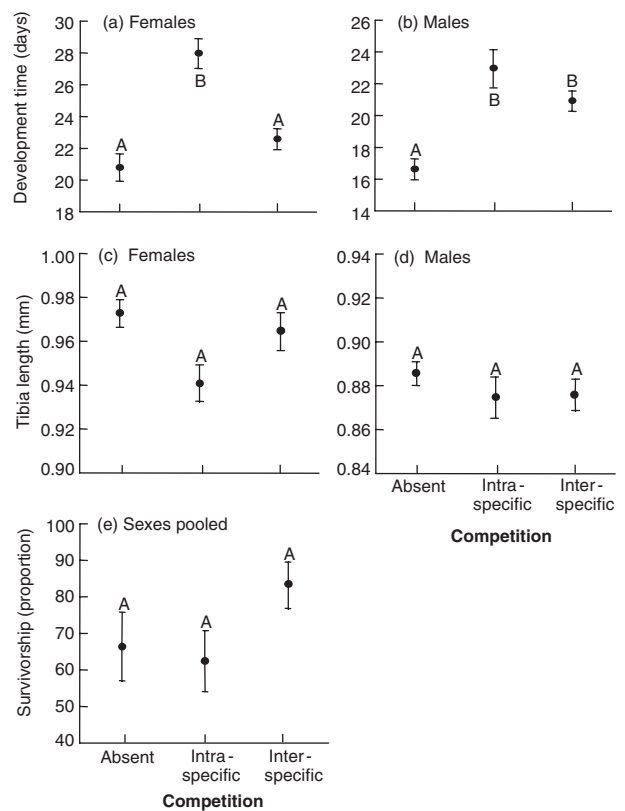 (a) Females
Development time (days)
30
28
26
24
22
20
18
A
B
A
(b) Males
26
24
22
20
18
16
14
A
B
B
(c) Females
Tibia length (mm)
1.00
0.98
0.96
0.94
0.92
0.90
A
A
A
(d) Males
0.94
0.92
0.90
0.88
0.86
0.84
A
A
A
Absent
Intra-
specific
Inter-
specific
Competition
(e) Sexes pooled
Survivorship (proportion)
100
90
80
70
60
50
40
A
A
A
Absent
Intra-
specific
Inter-
specific
Competition